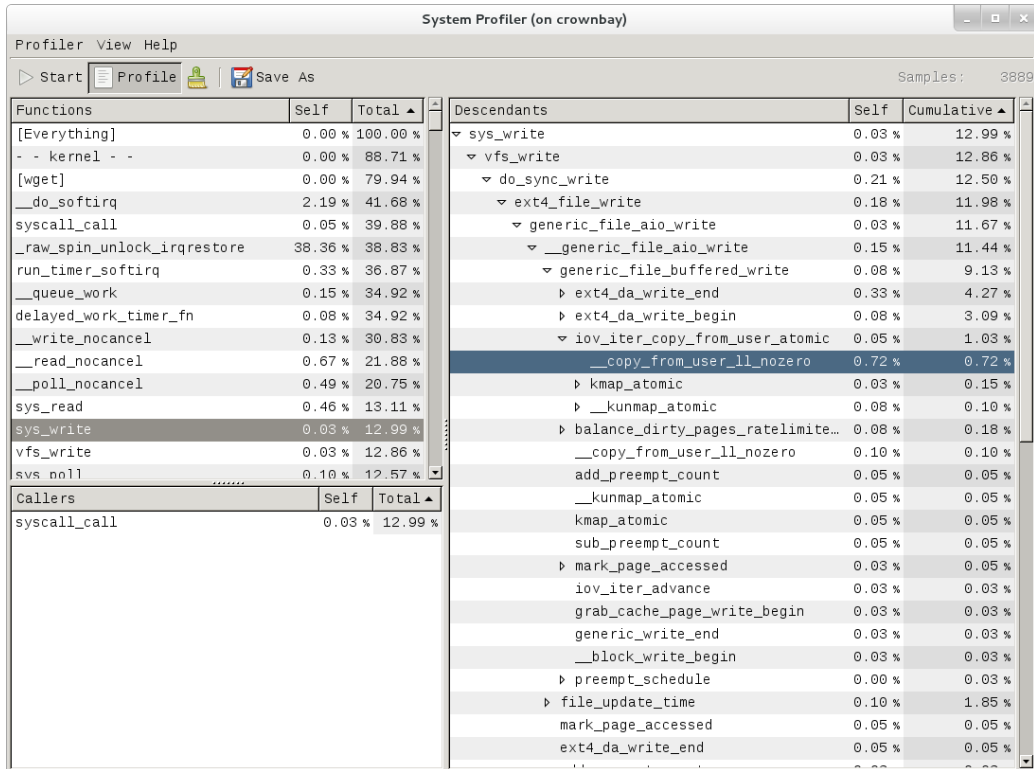 System Profiler (on crownbay)
Profiler View Help
Start Profile Save As Samples: 3889
Functions Self Total
[Everything] 0.00 % 100.00 %
- - kernel - - 0.00 % 88.71 %
[wget] 0.00 % 79.94 %
__do_softirq 2.19 % 41.68 %
syscall_call 0.05 % 39.88 %
_raw_spin_unlock_irqrestore 38.36 % 38.83 %
run_timer_softirq 0.33 % 36.87 %
__queue_work 0.15 % 34.92 %
delayed_work_timer_fn 0.08 % 34.92 %
__write_nocancel 0.13 % 30.83 %
__read_nocancel 0.67 % 21.88 %
__poll_nocancel 0.49 % 20.75 %
sys_read 0.46 % 13.11 %
sys_write 0.03 % 12.99 %
vfs_write 0.03 % 12.86 %
sys_poll 0.10 % 12.57 %
Callers Self Total
syscall_call 0.03 % 12.99 %
Descendants Self Cumulative
sys_write 0.03 % 12.99 %
vfs_write 0.03 % 12.86 %
do_sync_write 0.21 % 12.50 %
ext4_file_write 0.18 % 11.98 %
generic_file_aio_write 0.03 % 11.67 %
__generic_file_aio_write 0.15 % 11.44 %
generic_file_buffered_write 0.08 % 9.13 %
ext4_da_write_end 0.33 % 4.27 %
ext4_da_write_begin 0.08 % 3.09 %
iov_iter_copy_from_user_atomic 0.05 % 1.03 %
__copy_from_user_ll_nozero 0.72 % 0.72 %
kmap_atomic 0.03 % 0.15 %
__kunmap_atomic 0.08 % 0.10 %
balance_dirty_pages_ratelimite… 0.08 % 0.18 %
__copy_from_user_ll_nozero 0.10 % 0.10 %
add_preempt_count 0.05 % 0.05 %
__kunmap_atomic 0.05 % 0.05 %
kmap_atomic 0.05 % 0.05 %
sub_preempt_count 0.05 % 0.05 %
mark_page_accessed 0.03 % 0.05 %
iov_iter_advance 0.03 % 0.03 %
grab_cache_page_write_begin 0.03 % 0.03 %
generic_write_end 0.03 % 0.03 %
__block_write_begin 0.03 % 0.03 %
preempt_schedule 0.00 % 0.03 %
file_update_time 0.10 % 1.85 %
mark_page_accessed 0.05 % 0.05 %
ext4_da_write_end 0.05 % 0.05 %